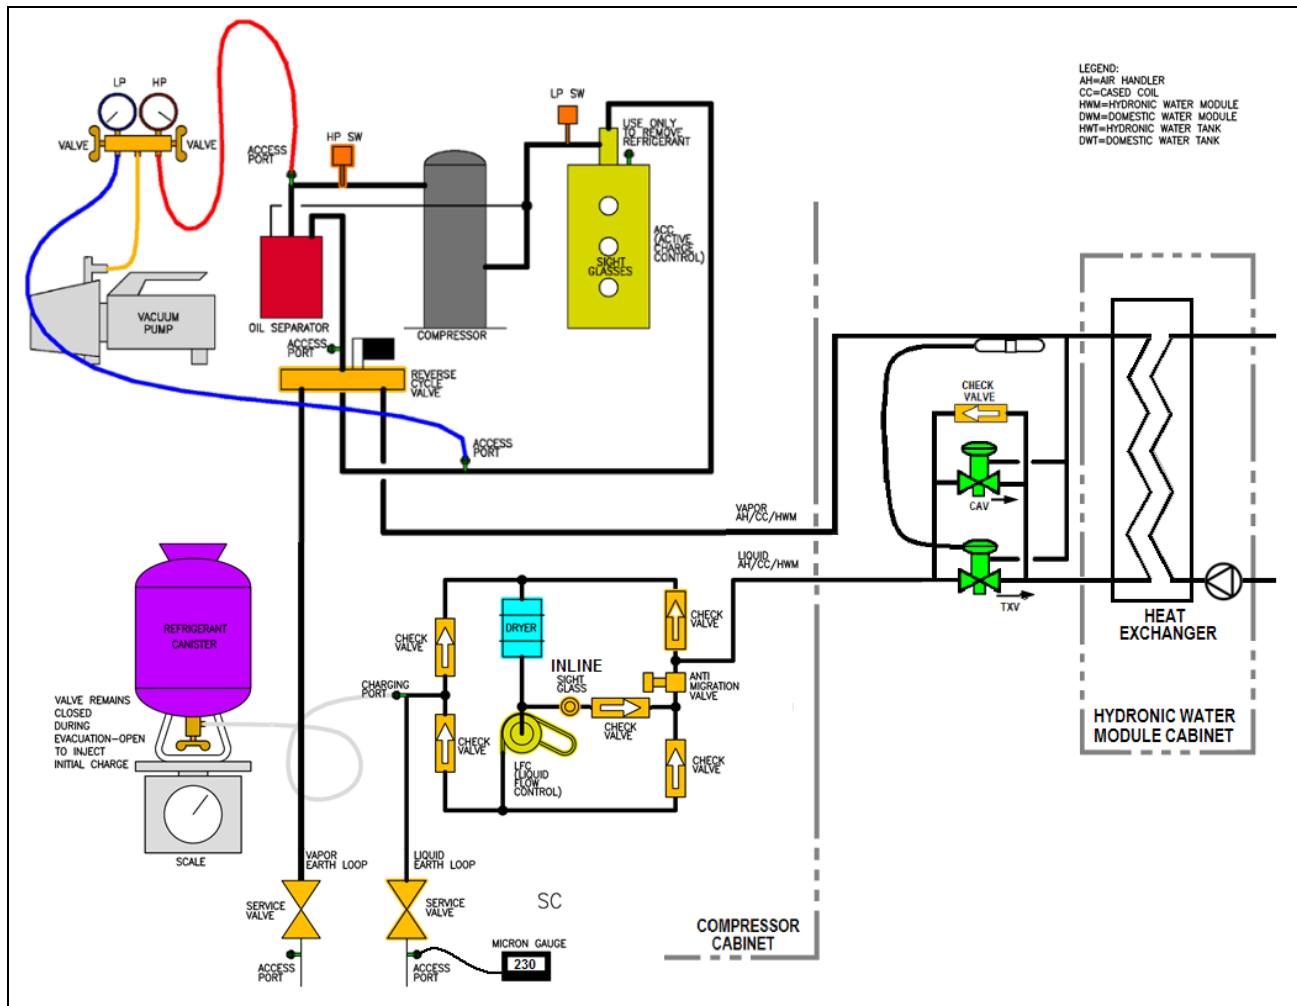 LEGEND:
AH=AIR HANDLER
CC=CASED COIL
HWM=HYDRONIC WATER MODULE
DWM=DOMESTIC WATER MODULE
HWT=HYDRONIC WATER TANK
DWT=DOMESTIC WATER TANK
LP
HP
VALVE
VALVE
ACCESS
PORT
HP SW
LP SW
USE ONLY
TO REMOVE
REFRIGERANT
ACC
(ACTIVE
CHARGE
CONTROL)
SIGHT
GLASSES
VACUUM
PUMP
OIL SEPARATOR
COMPRESSOR
ACCESS
PORT
REVERSE
CYCLE
VALVE
ACCESS
PORT
CHECK
VALVE
CAV
VAPOR
AH/CC/HWM
LIQUID
AH/CC/HWM
TXV
HEAT
EXCHANGER
REFRIGERANT
CANISTER
VALVE REMAINS
CLOSED
DURING
EVACUATION-OPEN
TO INJECT
INITIAL CHARGE
SCALE
CHARGING
PORT
CHECK
VALVE
DRYER
INLINE
SIGHT
GLASS
CHECK
VALVE
ANTI
MIGRATION
VALVE
CHECK
VALVE
CHECK
VALVE
CHECK
VALVE
LFC
(LIQUID
FLOW
CONTROL)
HYDRONIC WATER
MODULE CABINET
VAPOR
EARTH LOOP
LIQUID
EARTH LOOP
SERVICE
VALVE
SERVICE
VALVE
SC
COMPRESSOR
CABINET
MICRON GAUGE
230
ACCESS
PORT
ACCESS
PORT